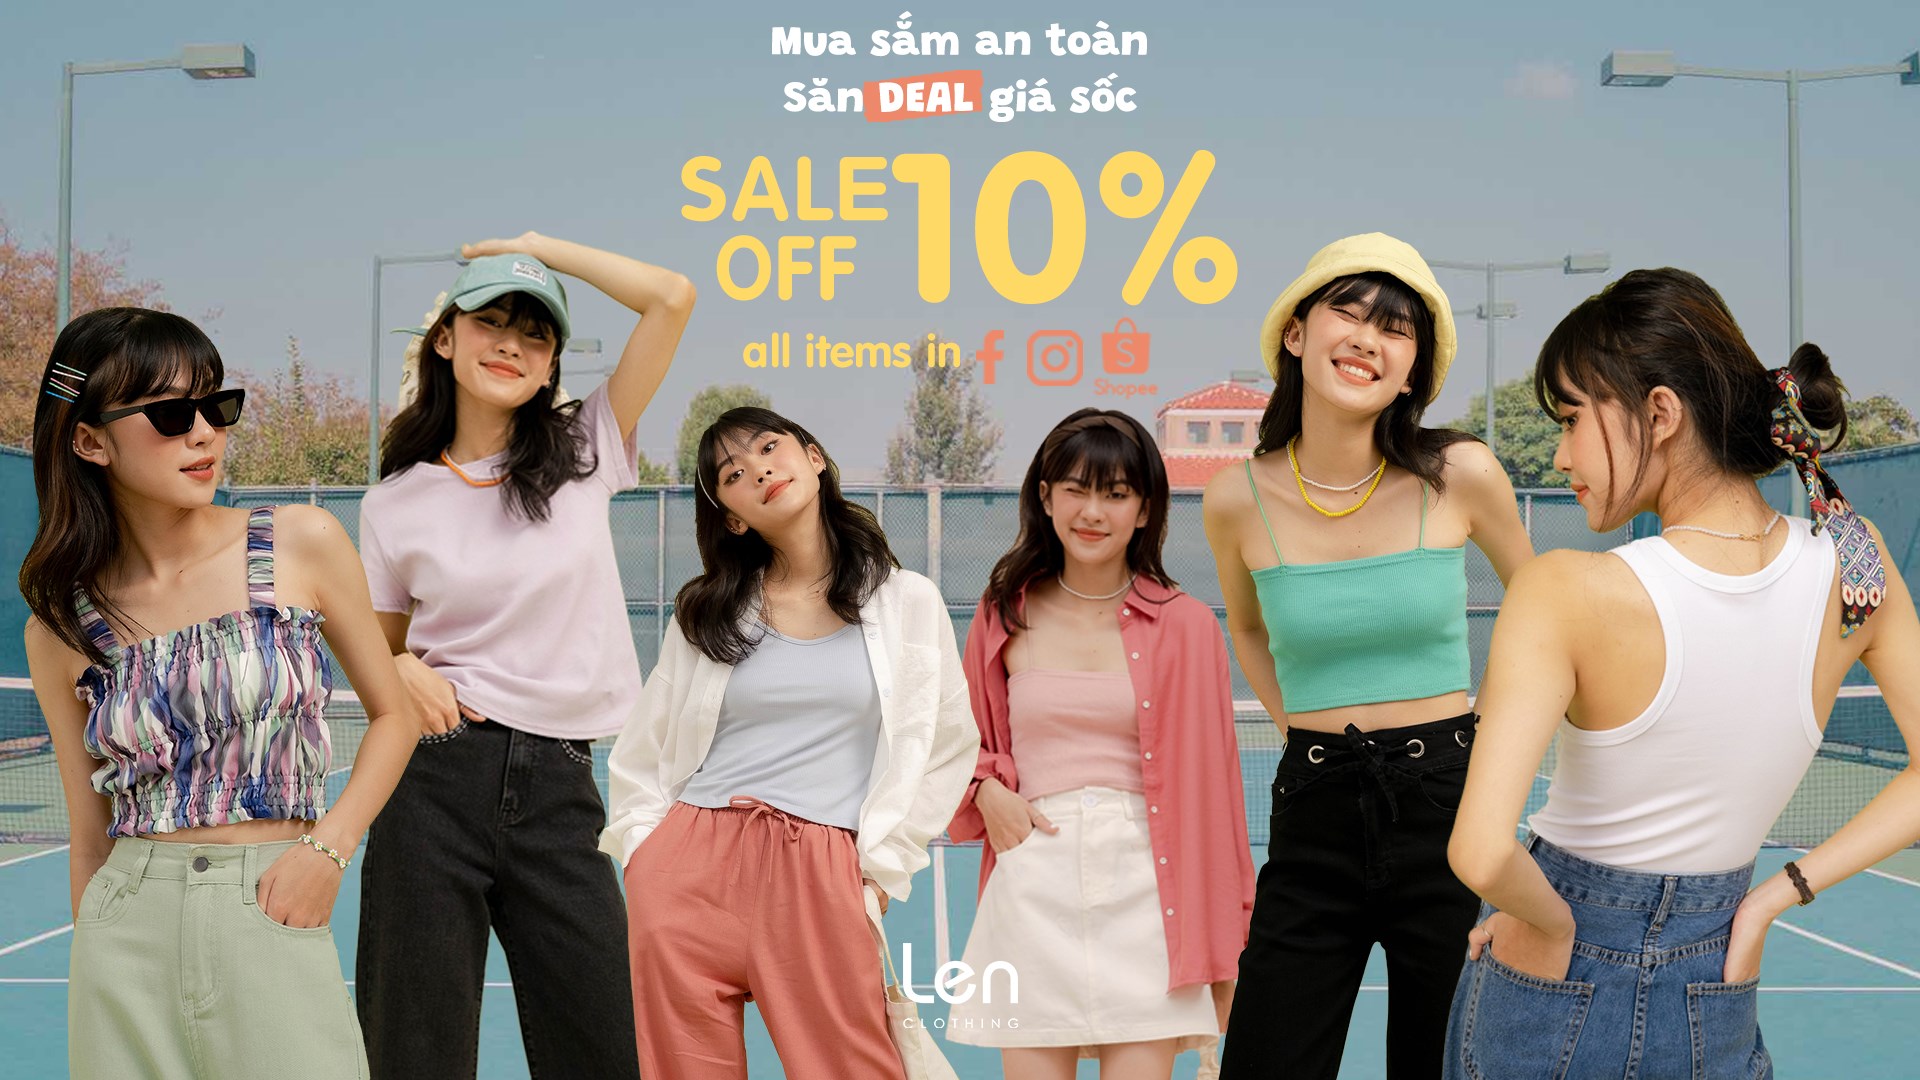 Mua sắm an toàn
Săn DEAL giá sốc
SALE OFF 10%
all items in
Shopee
Len
CLOTHING